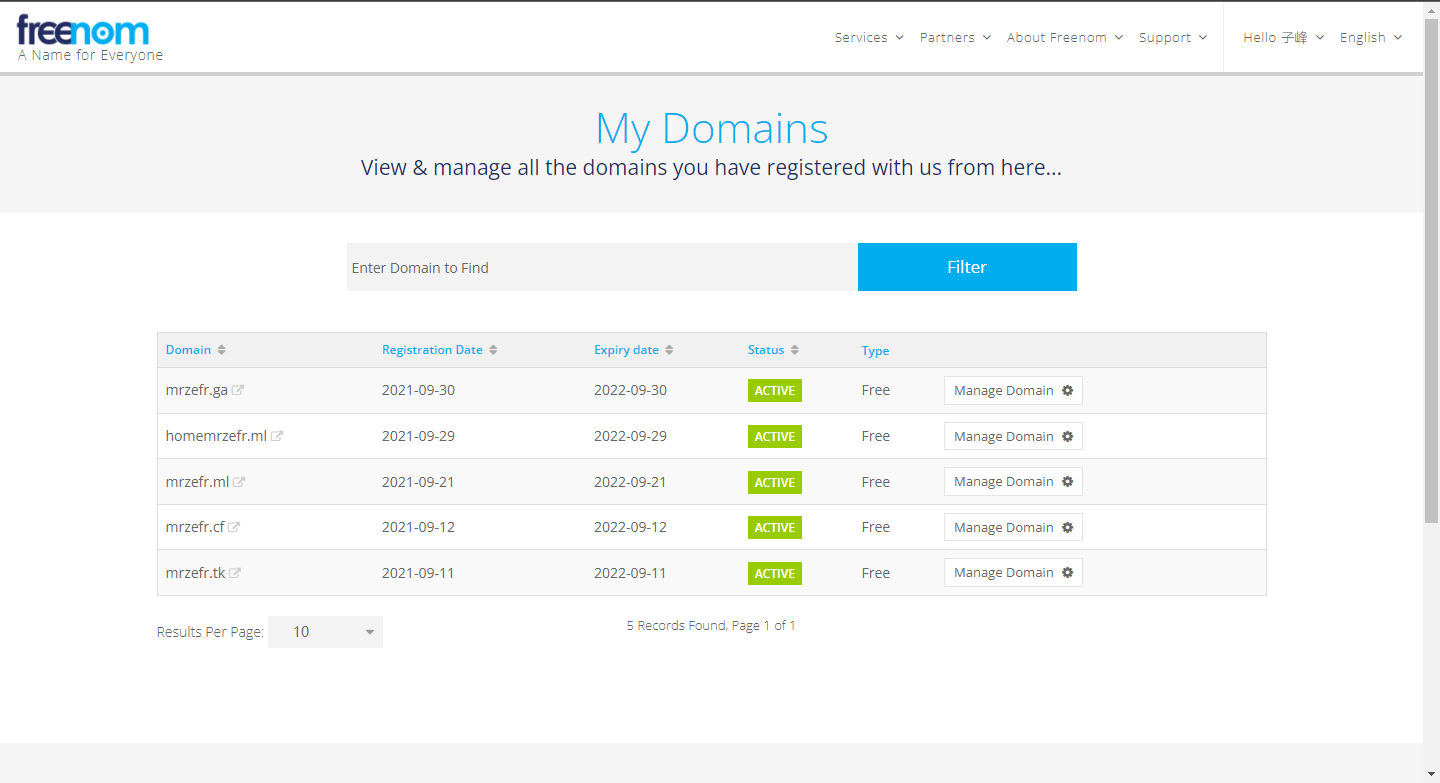 freenom
A Name for Everyone
Services Partners About Freenom Support Hello 子峰 English
My Domains
View & manage all the domains you have registered with us from here...
Enter Domain to Find Filter
Domain Registration Date Expiry date Status Type
mrzefr.ga 2021-09-30 2022-09-30 ACTIVE Free Manage Domain
homemrzefr.ml 2021-09-29 2022-09-29 ACTIVE Free Manage Domain
mrzefr.ml 2021-09-21 2022-09-21 ACTIVE Free Manage Domain
mrzefr.cf 2021-09-12 2022-09-12 ACTIVE Free Manage Domain
mrzefr.tk 2021-09-11 2022-09-11 ACTIVE Free Manage Domain
Results Per Page: 10 5 Records Found, Page 1 of 1